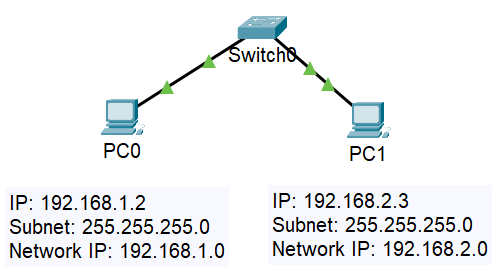 Switch0
PC0
PC1
IP: 192.168.1.2
Subnet: 255.255.255.0
Network IP: 192.168.1.0
IP: 192.168.2.3
Subnet: 255.255.255.0
Network IP: 192.168.2.0